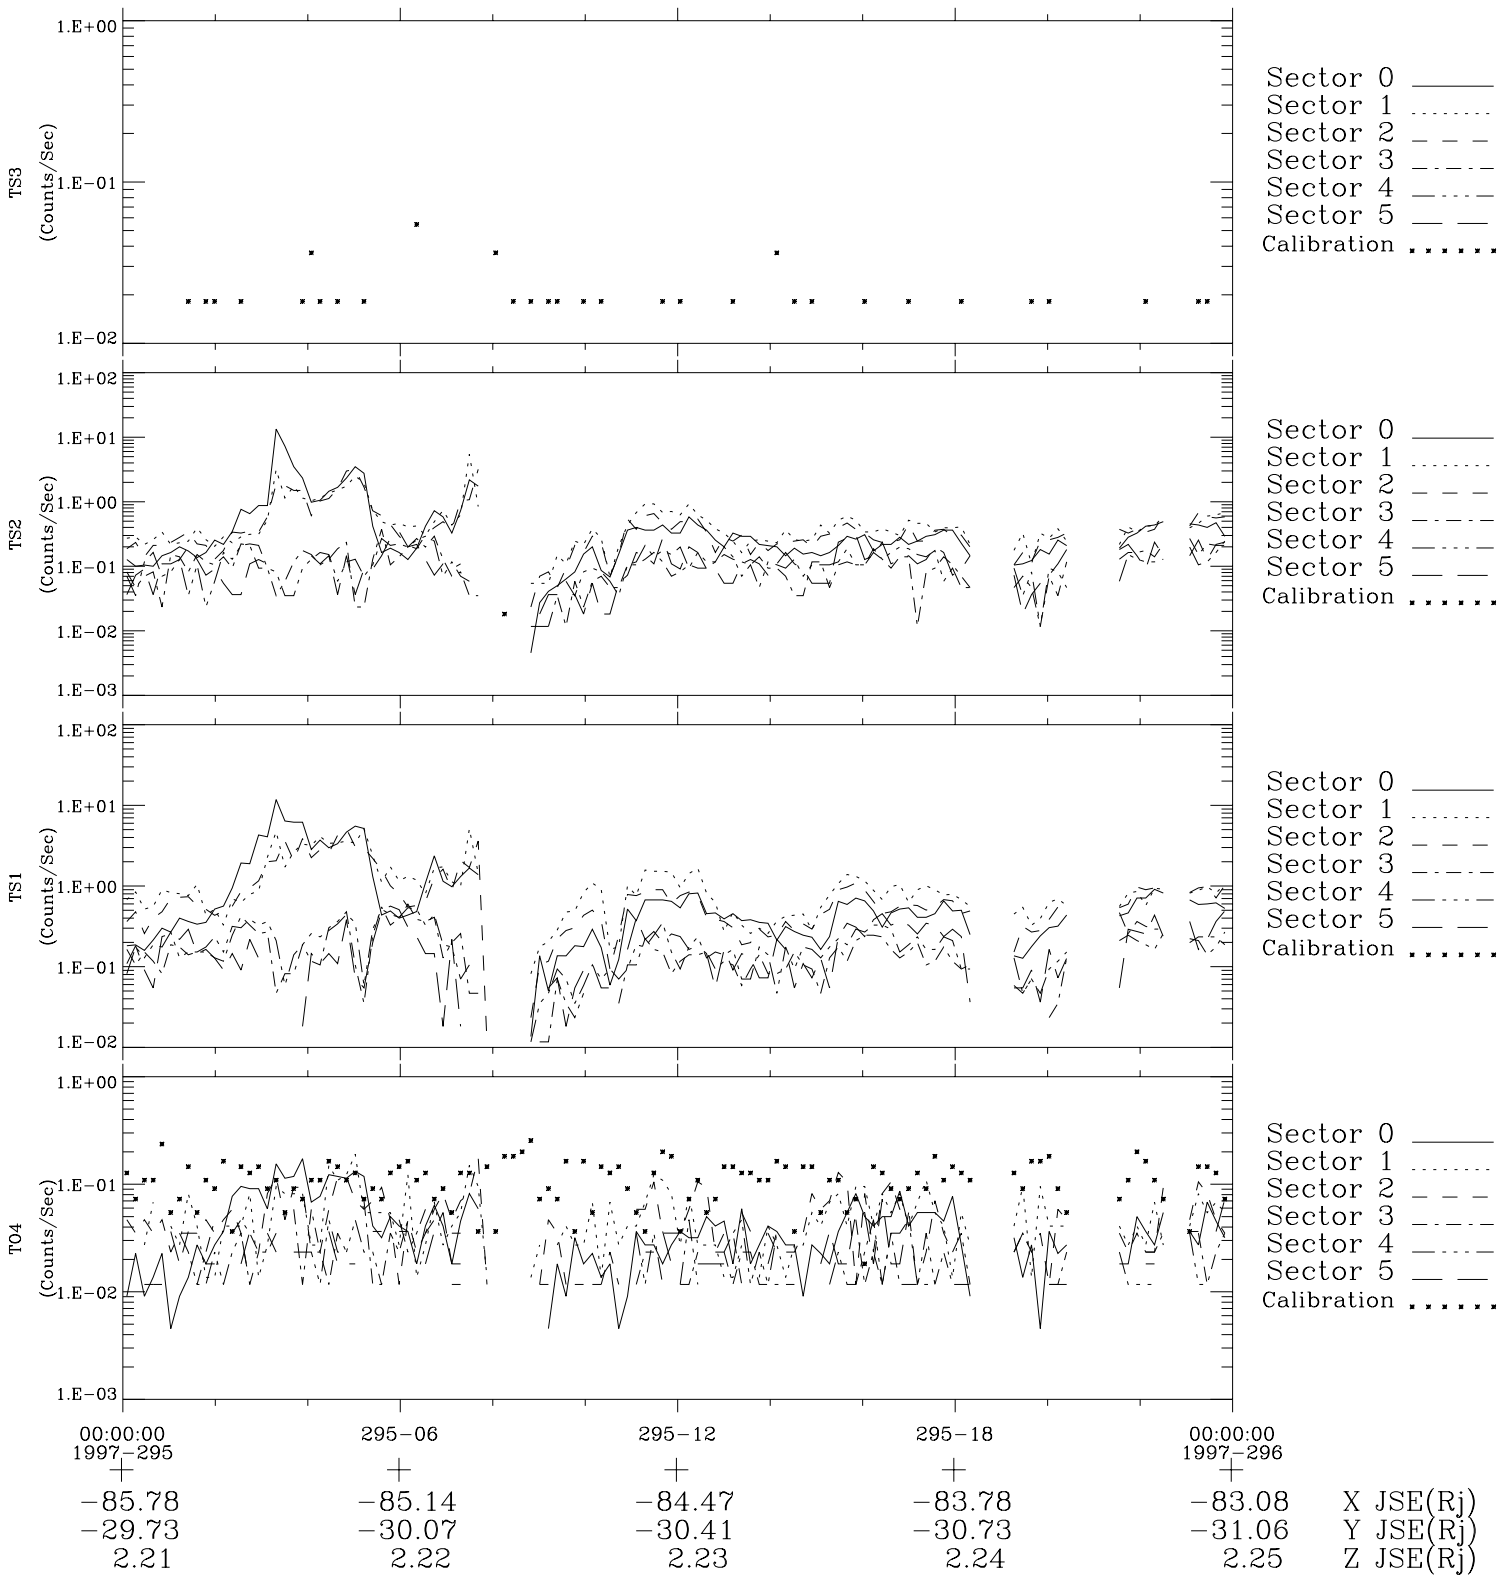 1.E+00
1.E-01
1.E-02
TS3
(Counts/Sec)
Sector 0
Sector 1
Sector 2
Sector 3
Sector 4
Sector 5
Calibration
1.E+02
1.E+01
1.E+00
1.E-01
1.E-02
1.E-03
TS2
(Counts/Sec)
Sector 0
Sector 1
Sector 2
Sector 3
Sector 4
Sector 5
Calibration
1.E+02
1.E+01
1.E+00
1.E-01
1.E-02
TS1
(Counts/Sec)
Sector 0
Sector 1
Sector 2
Sector 3
Sector 4
Sector 5
Calibration
1.E+00
1.E-01
1.E-02
1.E-03
TO4
(Counts/Sec)
Sector 0
Sector 1
Sector 2
Sector 3
Sector 4
Sector 5
Calibration
00:00:00 295-06 295-12 295-18 00:00:00
1997-295 1997-296
-85.78 -85.14 -84.47 -83.78 -83.08 X JSE(Rj)
-29.73 -30.07 -30.41 -30.73 -31.06 Y JSE(Rj)
2.21 2.22 2.23 2.24 2.25 Z JSE(Rj)